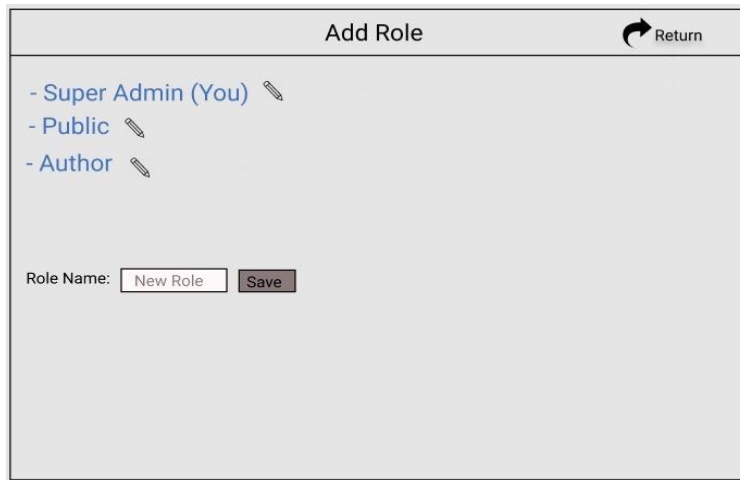 Add Role
Return
- Super Admin (You)
- Public
- Author
Role Name: New Role Save